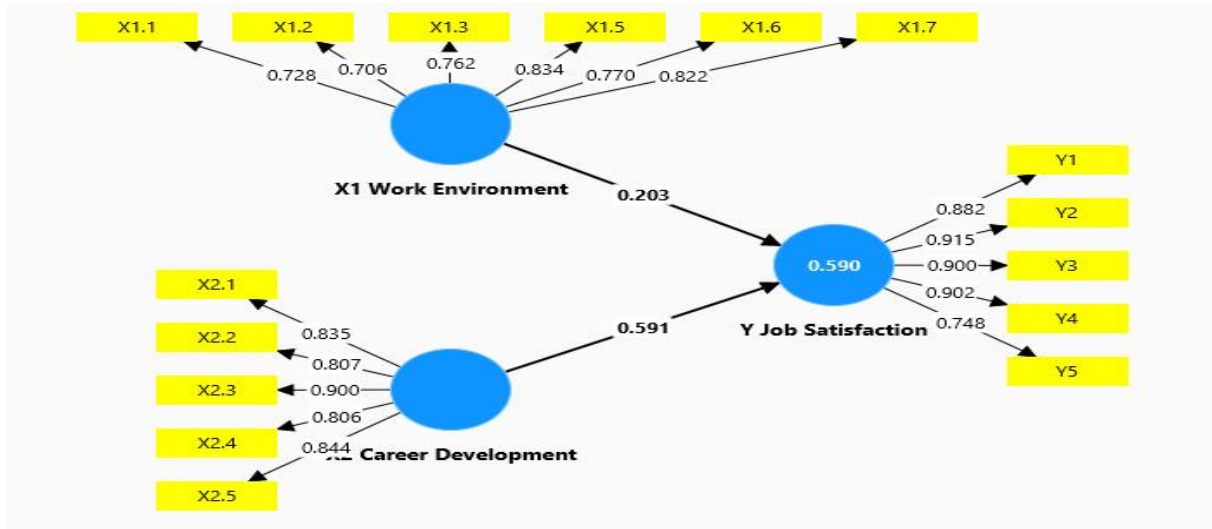 X1.1 X1.2 X1.3 X1.5 X1.6 X1.7
0.728 0.706 0.762 0.834 0.770 0.822
X1 Work Environment
0.203
Y1
0.882
Y2
0.915
0.590
0.900
Y3
0.902
Y4
Y Job Satisfaction
0.748
Y5
0.591
X2.1
0.835
X2.2
0.807
X2.3
0.900
X2.4
0.806
0.844
Career Development
X2.5